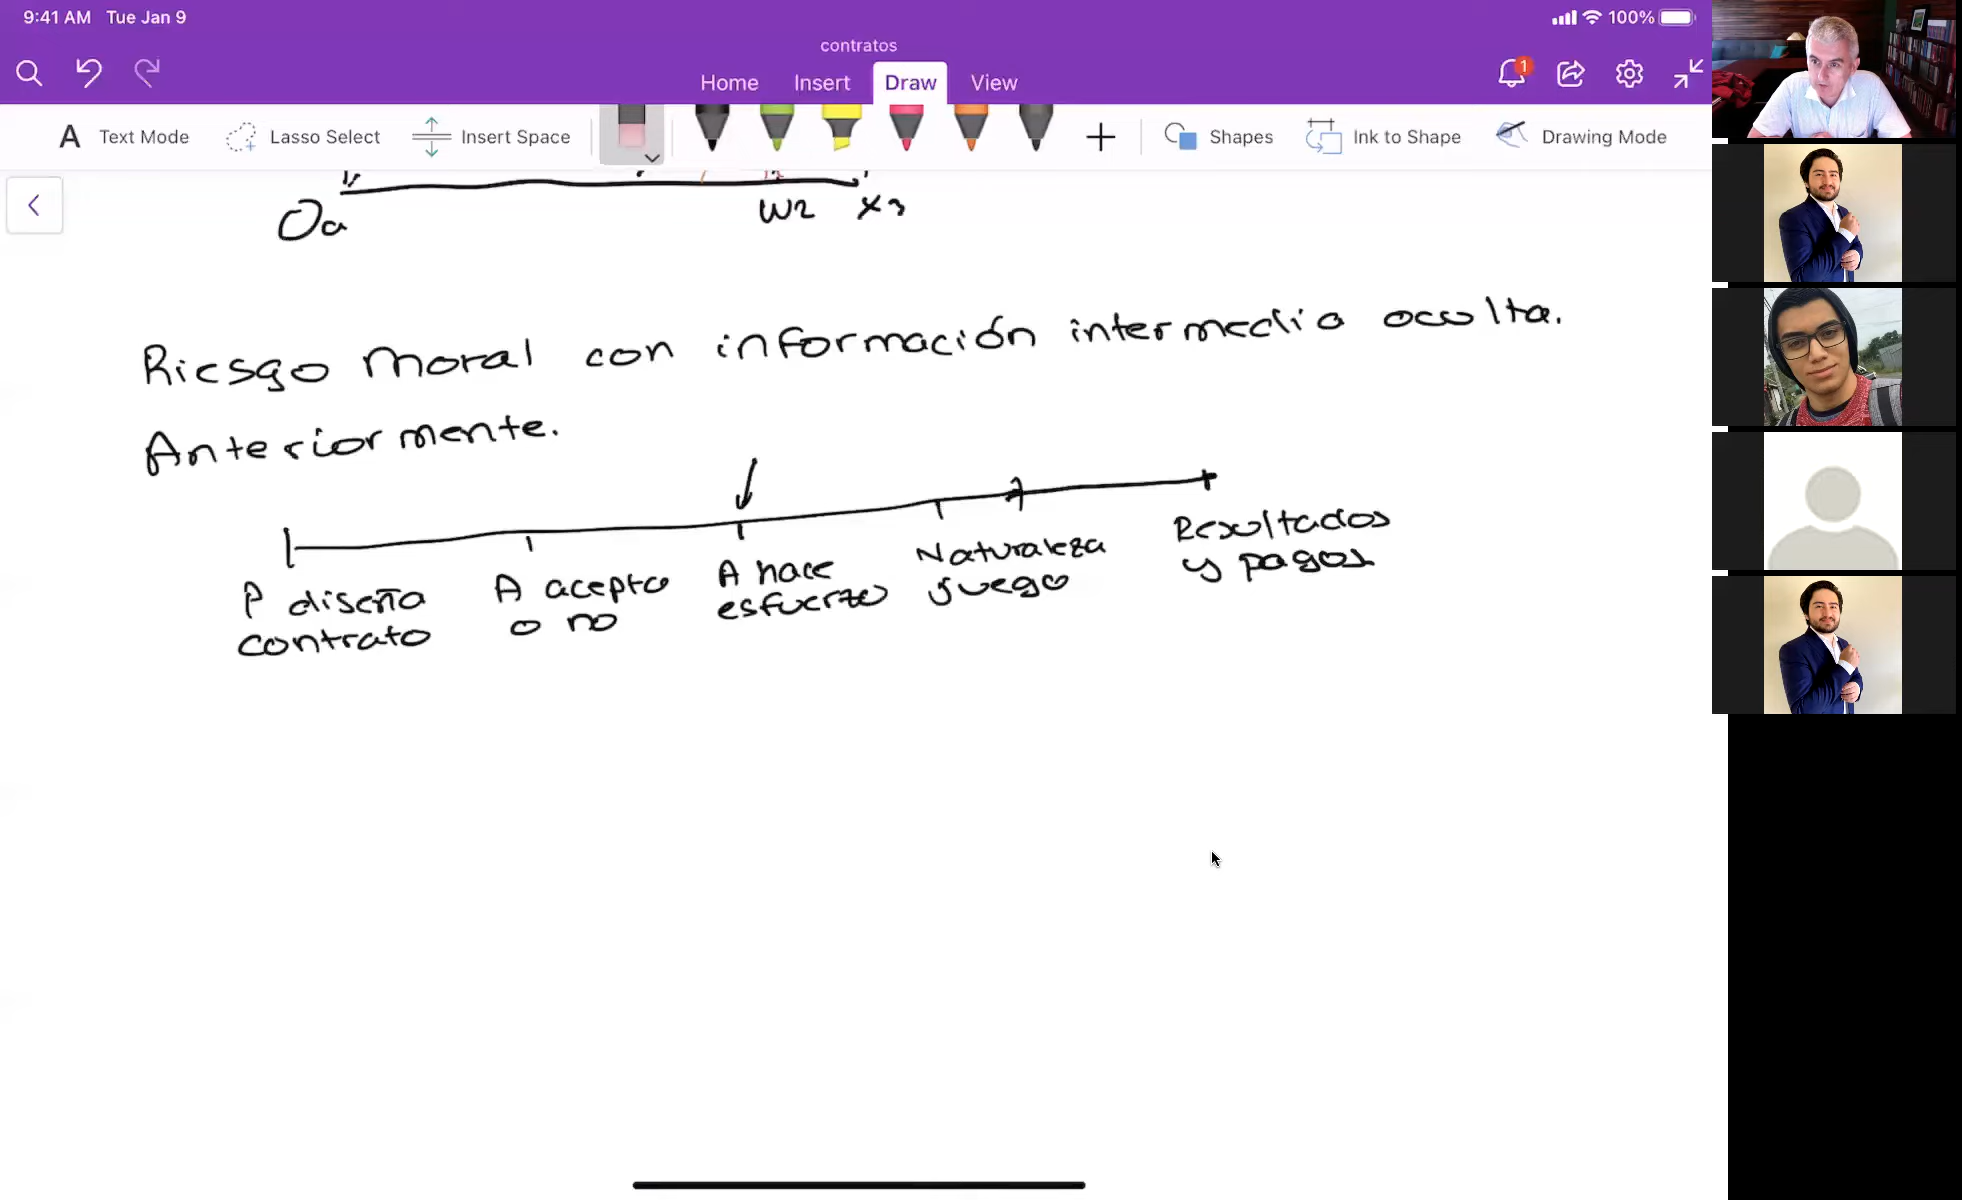 9:41 AM Tue Jan 9
100%
contratos
Home Insert Draw View
1
A Text Mode Lasso Select Insert Space Shapes Ink to Shape Drawing Mode
Oa
W2 X3
Riesgo moral con información intermedia oculta.
Anteriormente.
P diseña
contrato
A acepta
o no
A hace
esfuerzo
Naturaleza
juega
Resultados
y pagos